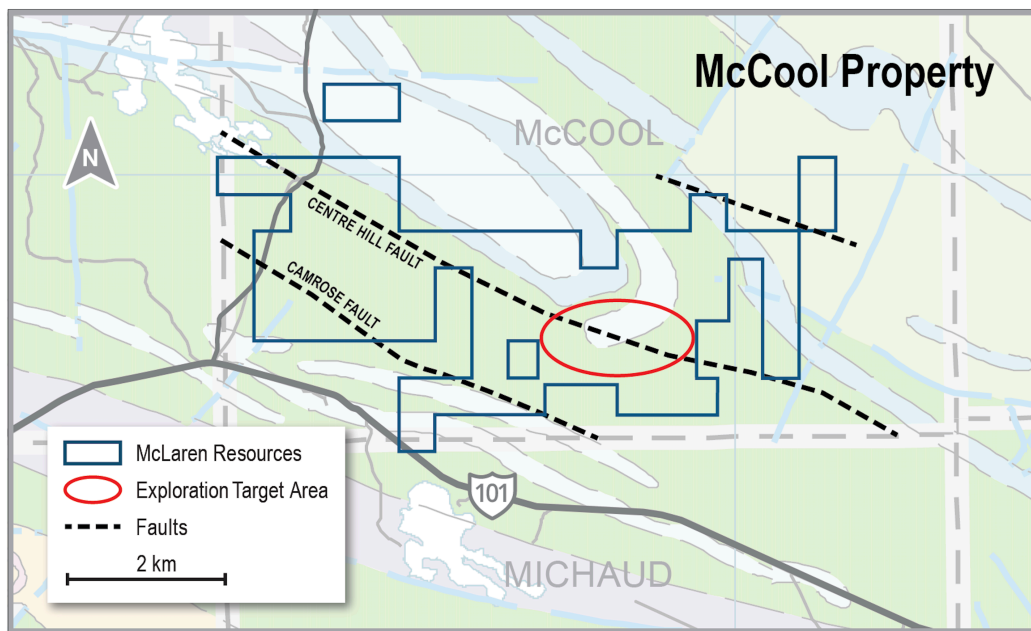 McCool Property
McCOOL
N
CENTRE HILL FAULT
CAMROSE FAULT
McLaren Resources
Exploration Target Area
Faults
2 km
101
MICHAUD